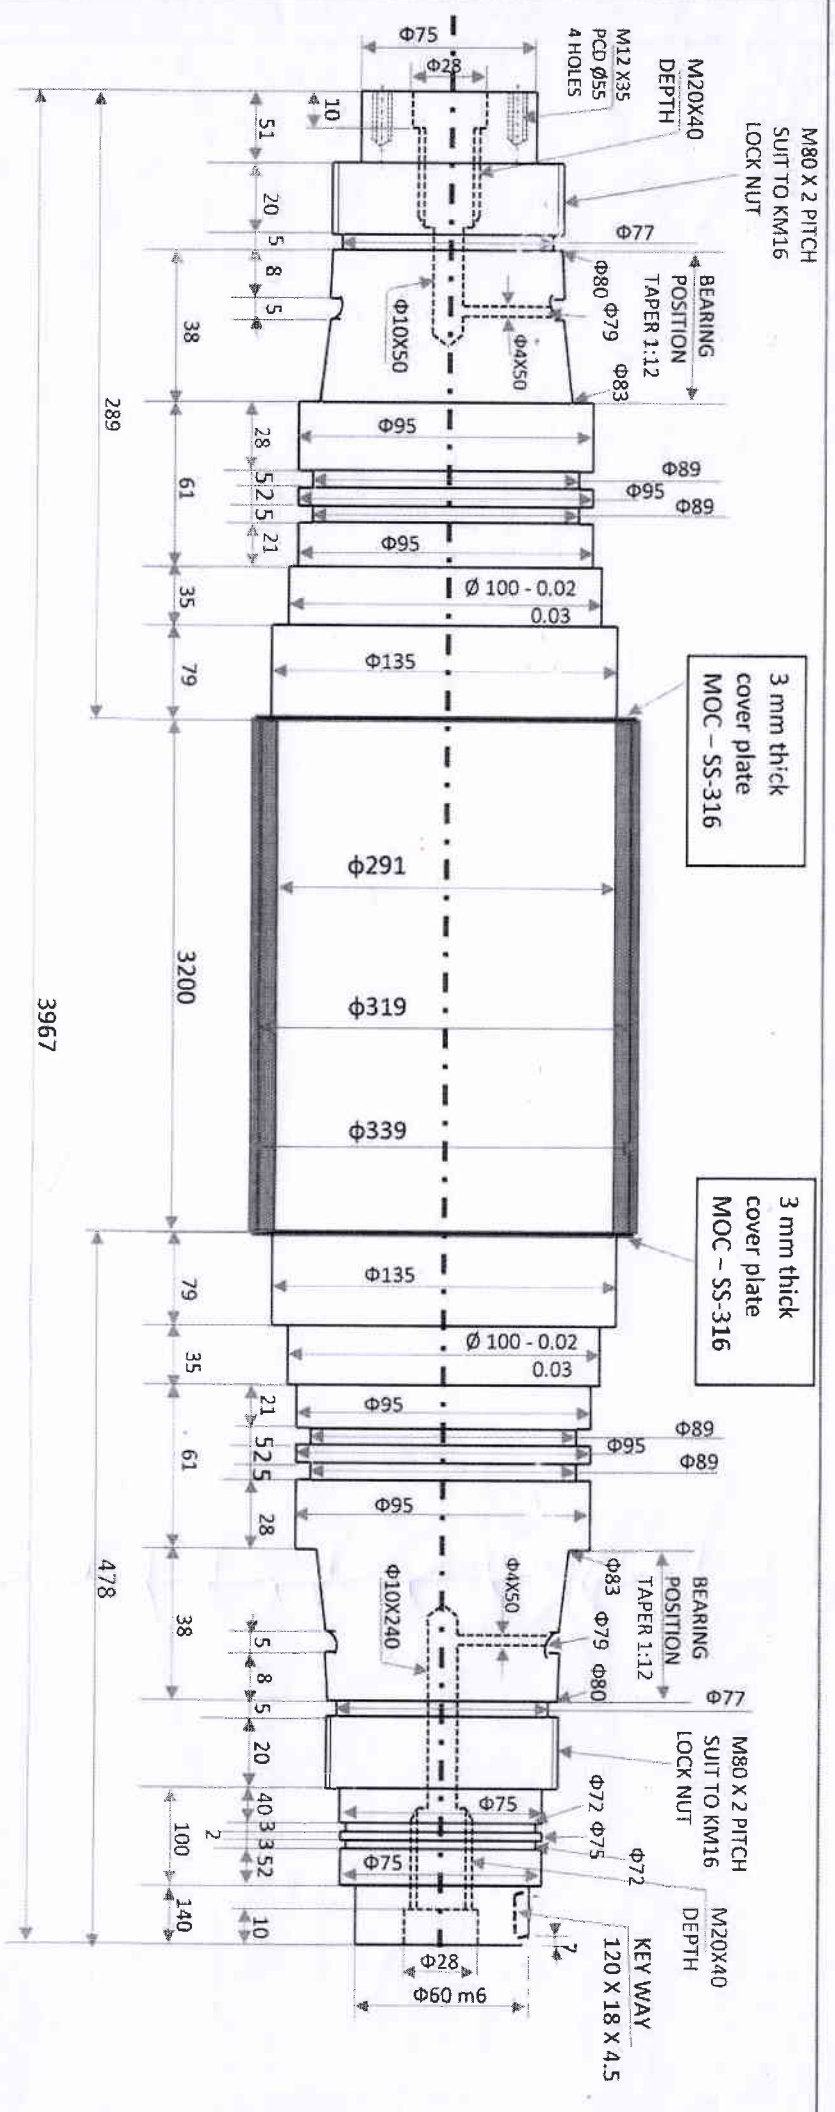 Φ75
Φ28
M12 X35
PCD Ø55
4 HOLES
M20X40
DEPTH
M80 X 2 PITCH
SUIT TO KM16
LOCK NUT
10
51
20
5
8
5
38
289
Φ77
BEARING
POSITION
TAPER 1:12
Φ80
Φ79
Φ10X50
Φ4X50
Φ83
Φ95
28
5
2
5
21
61
Φ89
Φ95
Φ89
Φ95
35
Ø 100 - 0.02
0.03
79
Φ135
3 mm thick
cover plate
MOC – SS-316
ф291
3200
ф319
3967
ф339
3 mm thick
cover plate
MOC – SS-316
79
Φ135
35
Ø 100 - 0.02
0.03
21
Φ95
5
2
5
61
Φ89
Φ95
Φ89
28
Φ95
478
38
Φ83
BEARING
POSITION
TAPER 1:12
Φ10X240
Φ4X50
Φ79
5
8
Φ80
Φ77
5
20
M80 X 2 PITCH
SUIT TO KM16
LOCK NUT
40
3
2
3
52
100
Φ75
Φ72
Φ75
Φ72
Φ75
M20X40
DEPTH
140
10
7
Φ28
Φ60 m6
KEY WAY
120 X 18 X 4.5